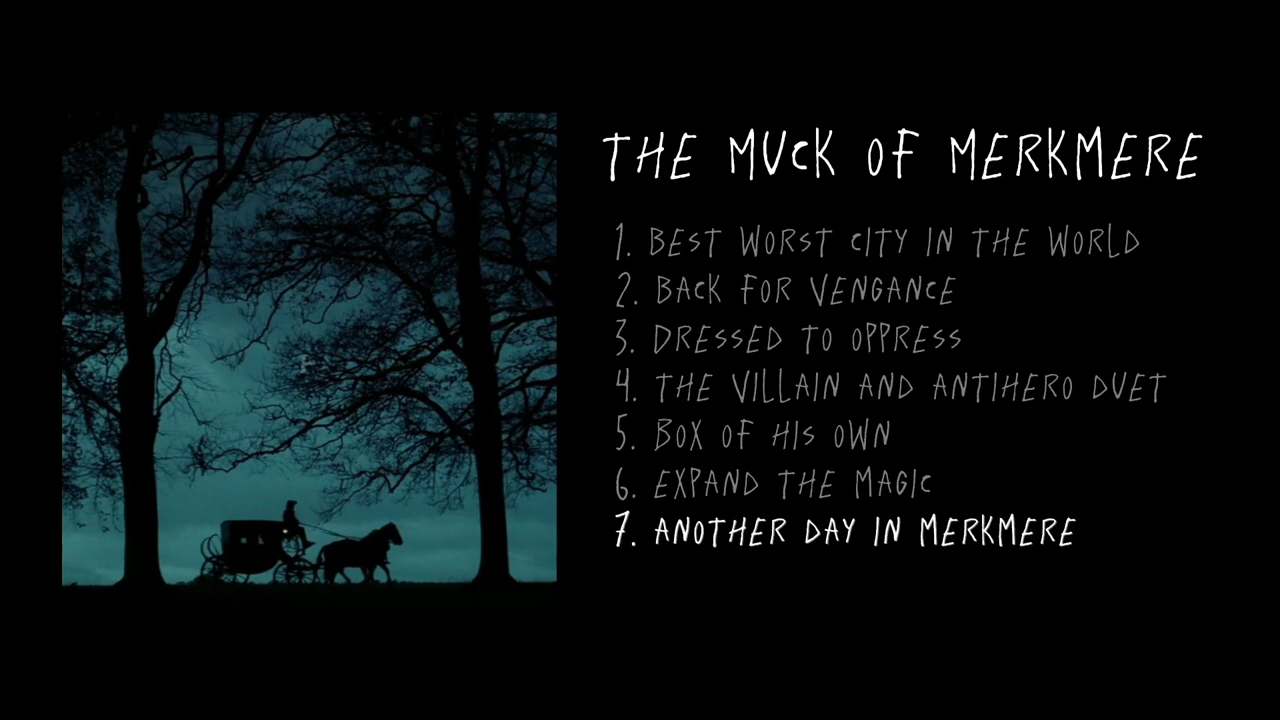 THE MUCK OF MERKMERE
1. BEST WORST CITY IN THE WORLD
2. BACK FOR VENGANCE
3. DRESSED TO OPPRESS
4. THE VILLAIN AND ANTIHERO DUET
5. BOX OF HIS OWN
6. EXPAND THE MAGIC
7. ANOTHER DAY IN MERKMERE